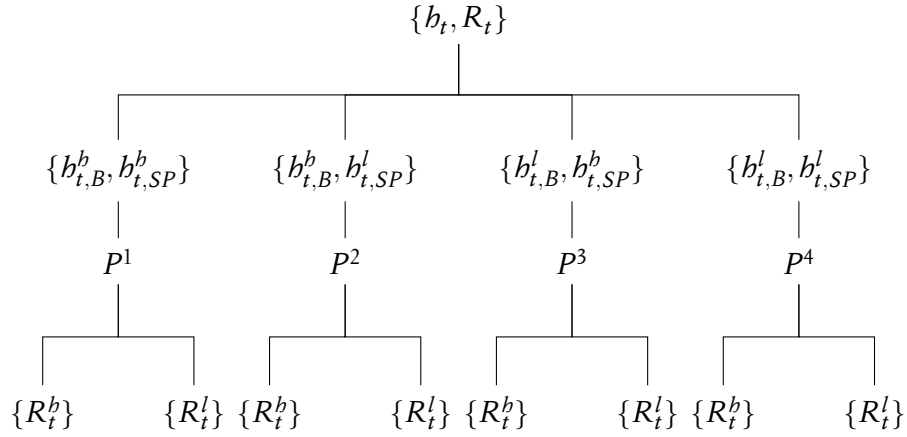 {h_t, R_t}
{h^h_{t,B}, h^h_{t,SP}} {h^h_{t,B}, h^l_{t,SP}} {h^l_{t,B}, h^h_{t,SP}} {h^l_{t,B}, h^l_{t,SP}}
P^1 P^2 P^3 P^4
{R^h_t} {R^l_t} {R^h_t} {R^l_t} {R^h_t} {R^l_t} {R^h_t} {R^l_t}